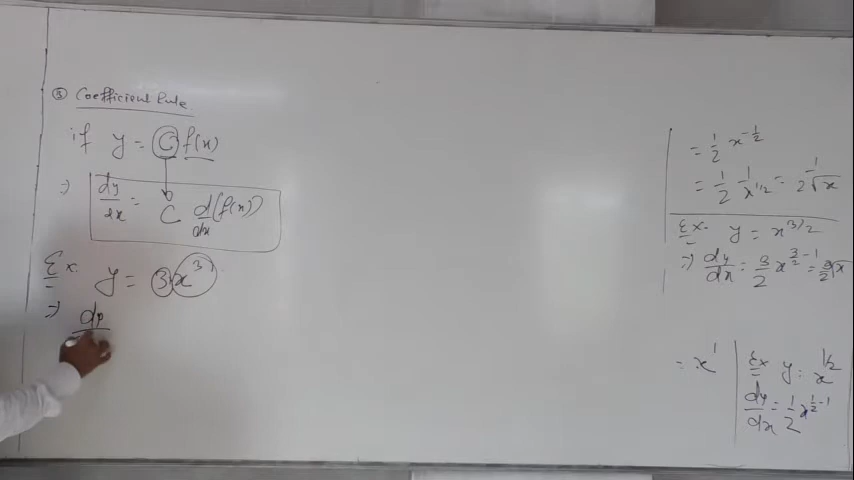 ③ Coefficient Rule
if y = C f(x)
⇒ dy/dx = C d/dx (f(x))
Ex. y = 3x³
⇒ dy
= 1/2 x^{-1/2}
= 1/2 1/x^{1/2} = 1/2√x
Ex. y = x^{3/2}
⇒ dy/dx = 3/2 x^{3/2 - 1} = 3/2 √x
= x¹
Ex y = x^{1/2}
dy/dx = 1/2 x^{1/2 - 1}